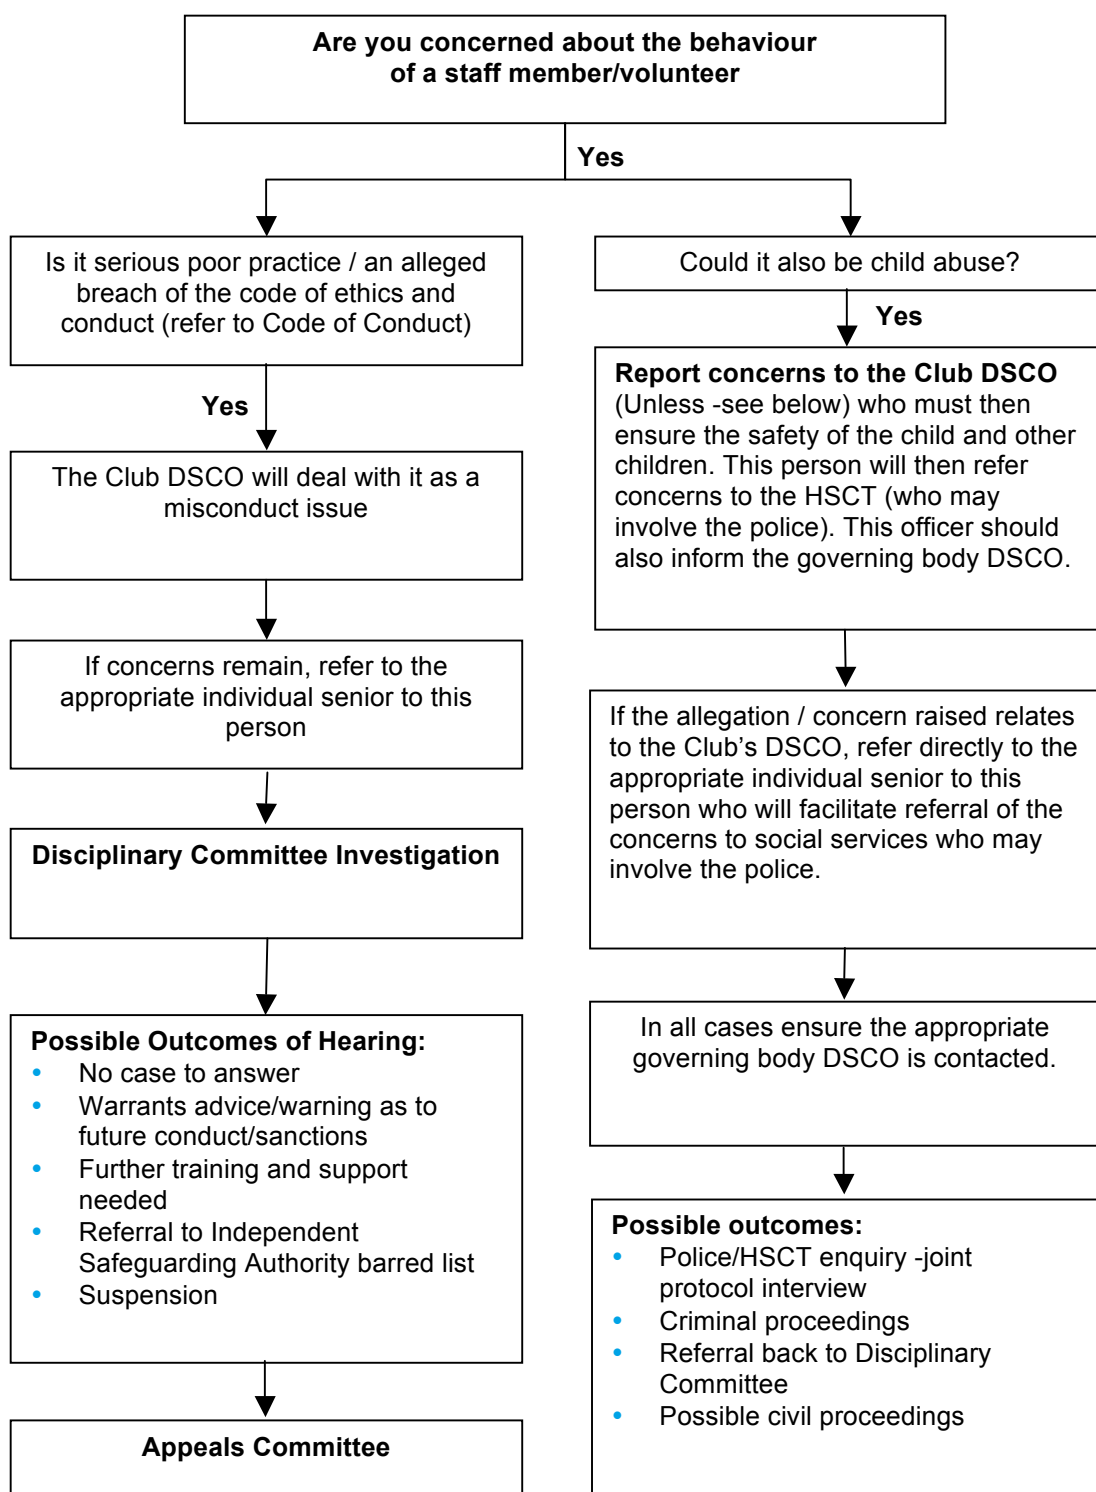 Are you concerned about the behaviour
of a staff member/volunteer
Yes
Is it serious poor practice / an alleged
breach of the code of ethics and
conduct (refer to Code of Conduct)
Yes
The Club DSCO will deal with it as a
misconduct issue
If concerns remain, refer to the
appropriate individual senior to this
person
Disciplinary Committee Investigation
Possible Outcomes of Hearing:
• No case to answer
• Warrants advice/warning as to
future conduct/sanctions
• Further training and support
needed
• Referral to Independent
Safeguarding Authority barred list
• Suspension
Appeals Committee
Could it also be child abuse?
Yes
Report concerns to the Club DSCO
(Unless -see below) who must then
ensure the safety of the child and other
children. This person will then refer
concerns to the HSCT (who may
involve the police). This officer should
also inform the governing body DSCO.
If the allegation / concern raised relates
to the Club’s DSCO, refer directly to the
appropriate individual senior to this
person who will facilitate referral of the
concerns to social services who may
involve the police.
In all cases ensure the appropriate
governing body DSCO is contacted.
Possible outcomes:
• Police/HSCT enquiry -joint
protocol interview
• Criminal proceedings
• Referral back to Disciplinary
Committee
• Possible civil proceedings